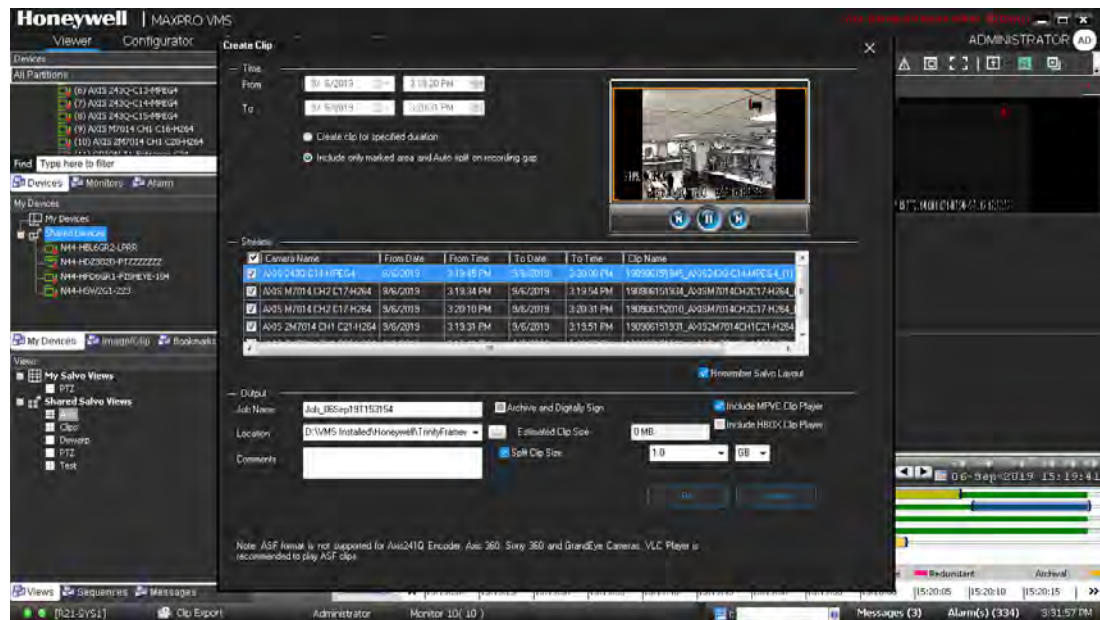 Honeywell | MAXPRO VMS
Viewer Configurator
ADMINISTRATOR AD
Devices
All Partitions
(6) AXIS 243Q-C13-MPEG4
(7) AXIS 243Q-C14-MPEG4
(8) AXIS 243Q-C15-MPEG4
(9) AXIS M7014 CH1 C16-H264
(10) AXIS 2M7014 CH1 C20-H264
Find Type here to filter
Devices Monitors Alarm
My Devices
My Devices
Shared Devices
N44-HBL6GR2-LPRR
N44-HDZ302D-PTZZZZZZ
N44-HFD6GR1-FISHEYE-194
N44-HSW2G1-223
My Devices Image/Clip Bookmarks
Views
My Salvo Views
PTZ
Shared Salvo Views
Axis
Clips
Dewarp
PTZ
Test
Views Sequences Messages
Create Clip
Time
From 9/ 6/2019 3:19:20 PM
To 9/ 6/2019
Create clip for specified duration
Include only marked area and Auto split on recording gap
Streams
Camera Name From Date From Time To Date To Time Clip Name
AXIS 243Q-C14-MPEG4 9/6/2019 3:19:45 PM 9/6/2019 3:20:00 PM 190906151945_AXIS243Q-C14-MPEG4_(1)
AXIS M7014 CH2 C17-H264 9/6/2019 3:19:34 PM 9/6/2019 3:19:54 PM 190906151934_AXISM7014CH2C17-H264_(
AXIS M7014 CH2 C17-H264 9/6/2019 3:20:10 PM 9/6/2019 3:20:31 PM 190906152010_AXISM7014CH2C17-H264_(
AXIS 2M7014 CH1 C21-H264 9/6/2019 3:19:31 PM 9/6/2019 3:19:51 PM 190906151931_AXIS2M7014CH1C21-H264
Remember Salvo Layout
Output
Job Name Job_06Sep19T153154 Archive and Digitally Sign Include MPVC Clip Player
Location D:\VMS Installed\Honeywell\TrinityFramew Estimated Clip Size 0 MB Include HBOX Clip Player
Comments Split Clip Size 1.0 GB
Note: ASF format is not supported for Axis241Q Encoder, Axis 360, Sony 360 and GrandEye Cameras. VLC Player is
recommended to play ASF clips
06-Sep-2019 15:19:41
Redundant Archival
15:20:05 15:20:10 15:20:15
[R21-SYS1] Clip Export Administrator Monitor 10( 10 ) Messages (3) Alarm(s) (334) 3:31:57 PM